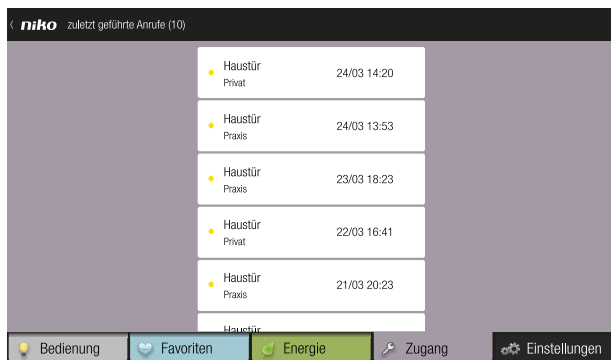 niko zuletzt geführte Anrufe (10)
Haustür 24/03 14:20
Privat
Haustür 24/03 13:53
Praxis
Haustür 23/03 18:23
Praxis
Haustür 22/03 16:41
Privat
Haustür 21/03 20:23
Praxis
Haustür
Bedienung Favoriten Energie Zugang Einstellungen